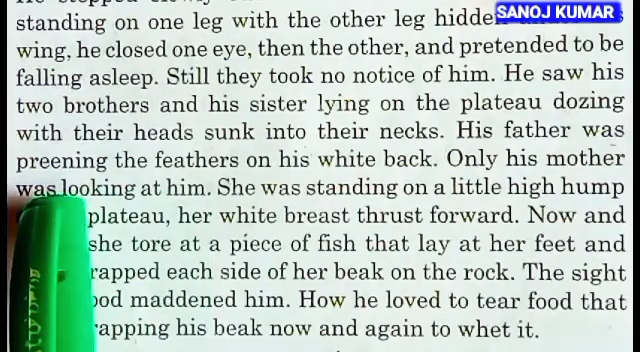 standing on one leg with the other leg hidden
SANOJ KUMAR
wing, he closed one eye, then the other, and pretended to be
falling asleep. Still they took no notice of him. He saw his
two brothers and his sister lying on the plateau dozing
with their heads sunk into their necks. His father was
preening the feathers on his white back. Only his mother
was looking at him. She was standing on a little high hump
plateau, her white breast thrust forward. Now and
she tore at a piece of fish that lay at her feet and
rapped each side of her beak on the rock. The sight
maddened him. How he loved to tear food that
his beak now and again to whet it.